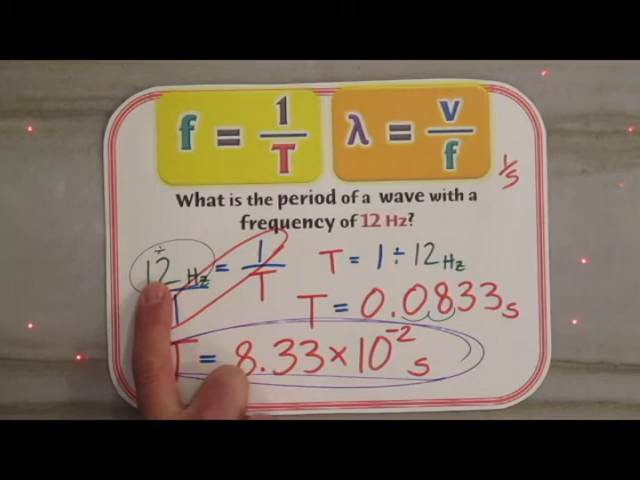 f = 1/T
λ = v/f
1/s
What is the period of a wave with a
frequency of 12 Hz?
12 Hz/1 = 1/T
T = 1 ÷ 12 Hz
T = 0.0833 s
T = 8.33 × 10⁻² s